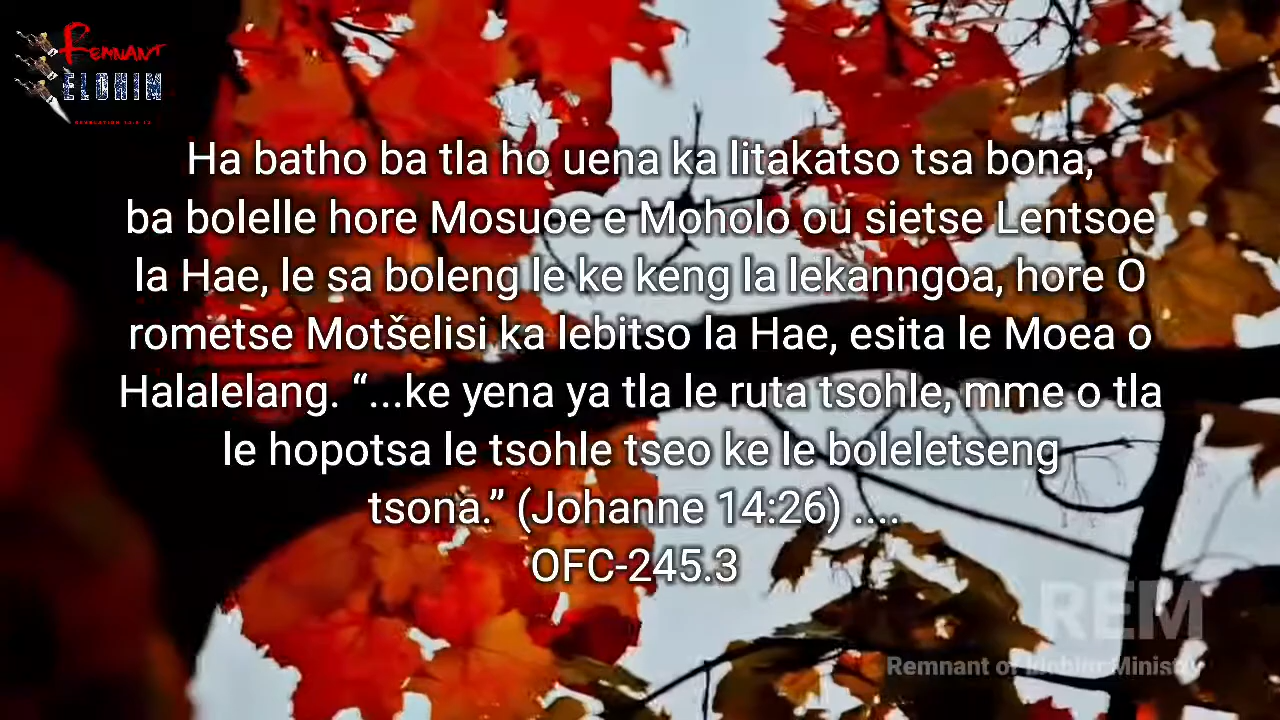 REMNANT
ELOHIM
Ha batho ba tla ho uena ka litakatso tsa bona,
ba bolelle hore Mosuoe e Moholo ou sietse Lentsoe
la Hae, le sa boleng le ke keng la lekanngoa, hore O
rometse Motšelisi ka lebitso la Hae, esita le Moea o
Halalelang. “...ke yena ya tla le ruta tsohle, mme o tla
le hopotsa le tsohle tseo ke le boleletseng
tsona.” (Johanne 14:26) ....
OFC-245.3
REM
Remnant of Elohim Ministry